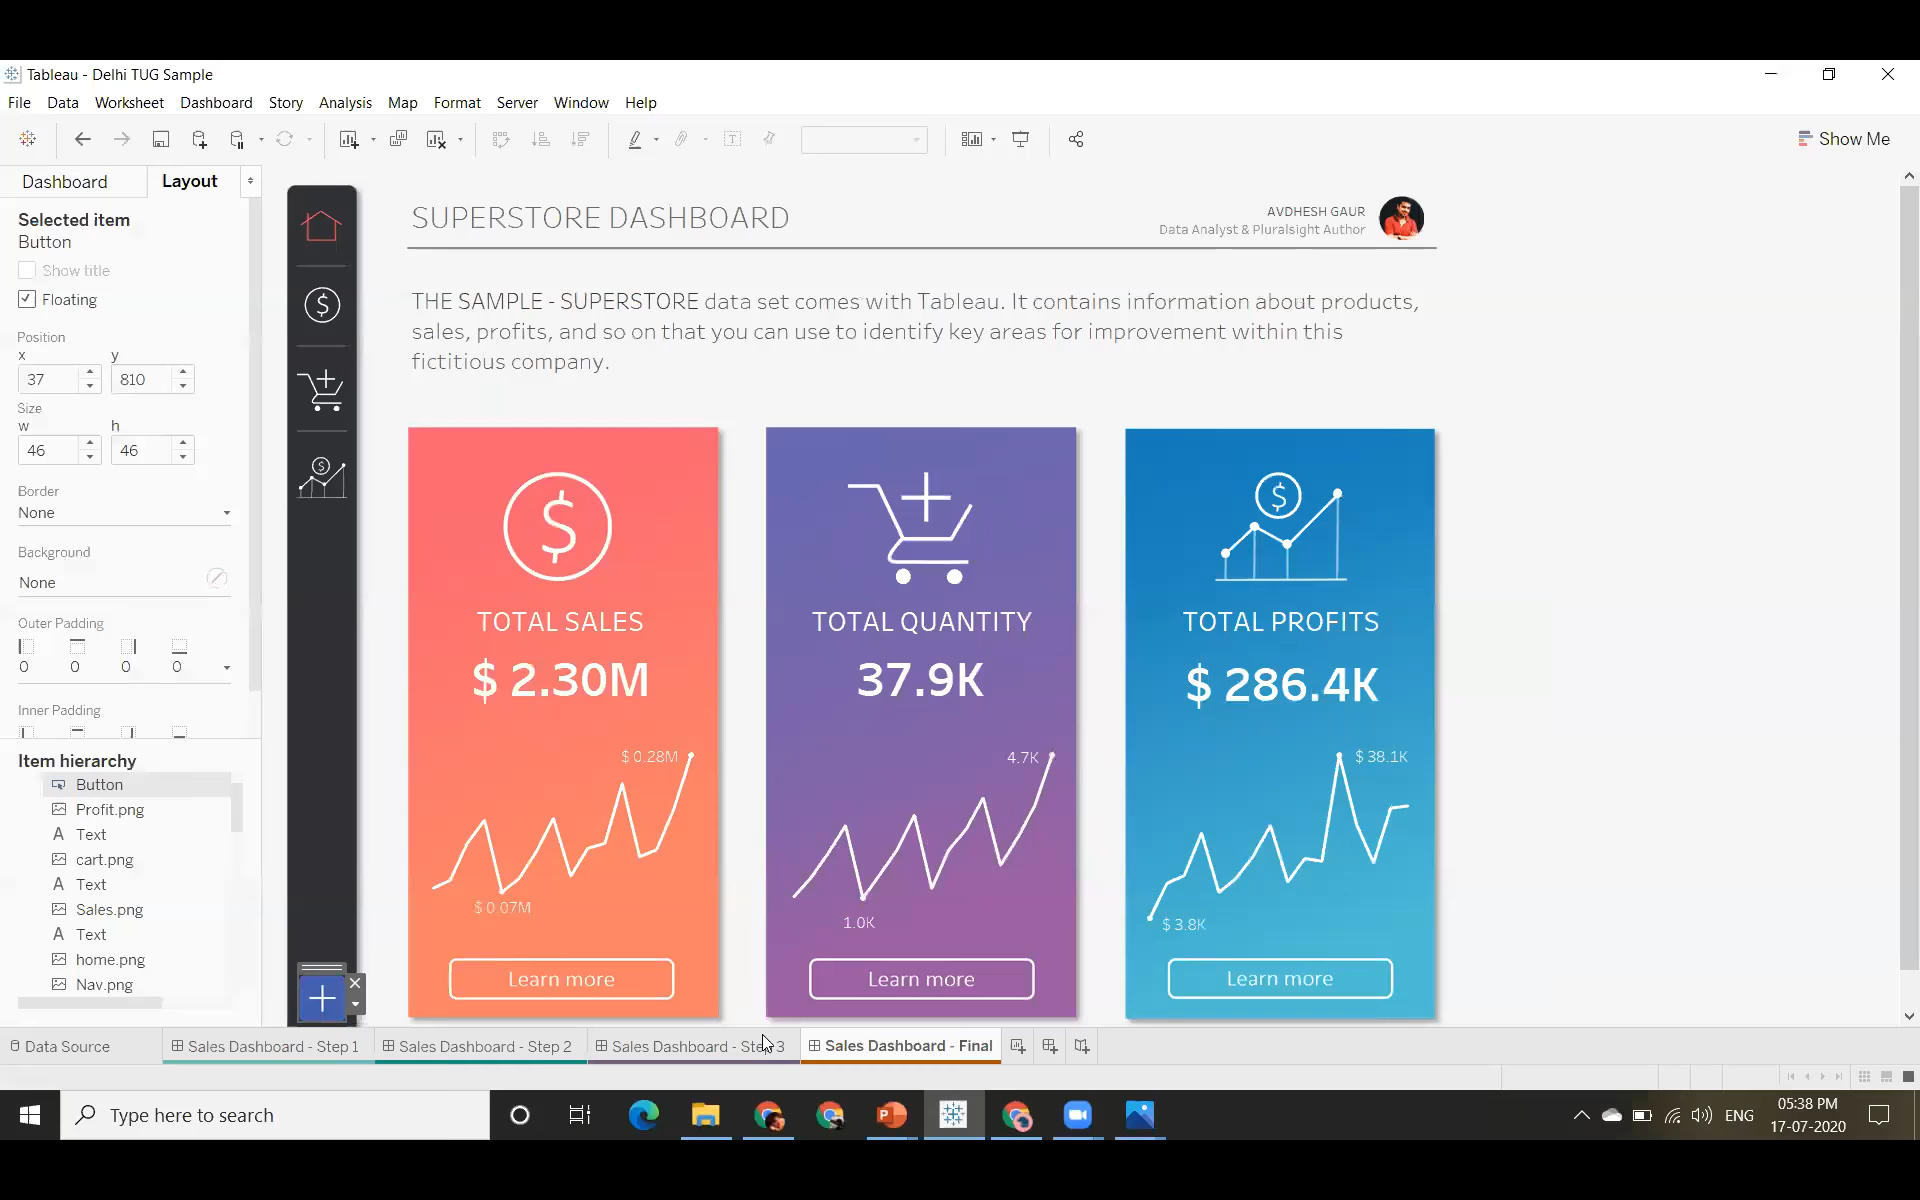 Tableau - Delhi TUG Sample
File Data Worksheet Dashboard Story Analysis Map Format Server Window Help
Show Me
Dashboard Layout
Selected item
Button
Show title
Floating
Position
x y
37 810
Size
w h
46 46
Border
None
Background
None
Outer Padding
0 0 0 0
Inner Padding
Item hierarchy
Button
Profit.png
A Text
cart.png
A Text
Sales.png
A Text
home.png
Nav.png
SUPERSTORE DASHBOARD
AVDHESH GAUR
Data Analyst & Pluralsight Author
THE SAMPLE - SUPERSTORE data set comes with Tableau. It contains information about products,
sales, profits, and so on that you can use to identify key areas for improvement within this
fictitious company.
$
$
$
TOTAL SALES
$ 2.30M
$ 0.28M
$ 0.07M
Learn more
TOTAL QUANTITY
37.9K
4.7K
1.0K
Learn more
$
TOTAL PROFITS
$ 286.4K
$ 38.1K
$ 3.8K
Learn more
Data Source Sales Dashboard - Step 1 Sales Dashboard - Step 2 Sales Dashboard - Step 3 Sales Dashboard - Final
Type here to search
ENG
05:38 PM
17-07-2020